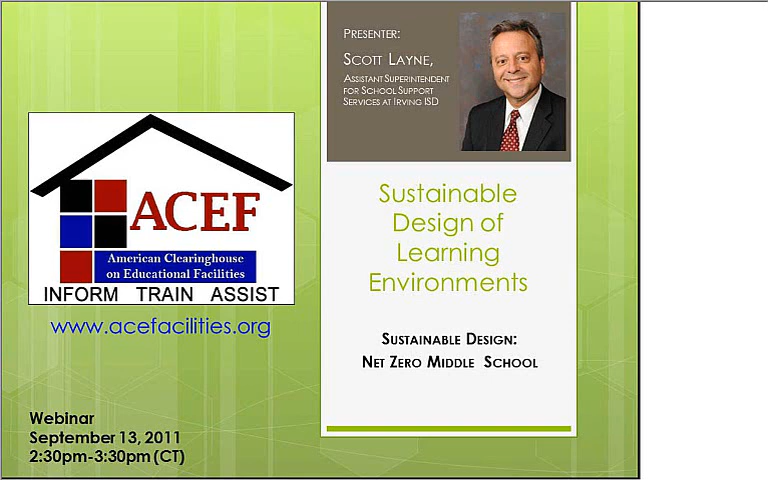 ACEF
American Clearinghouse
on Educational Facilities
INFORM TRAIN ASSIST
www.acefacilities.org
Webinar
September 13, 2011
2:30pm-3:30pm (CT)
Presenter:
Scott Layne,
Assistant Superintendent
for School Support
Services at Irving ISD
Sustainable
Design of
Learning
Environments
Sustainable Design:
Net Zero Middle School